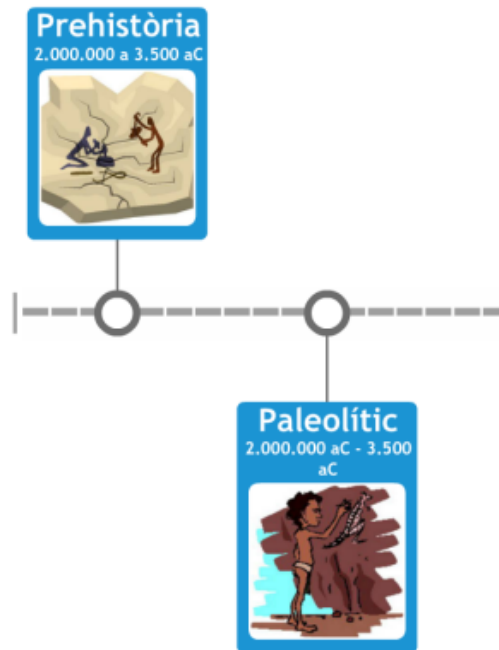 Prehistòria
2.000.000 a 3.500 aC
Paleolític
2.000.000 aC - 3.500
aC